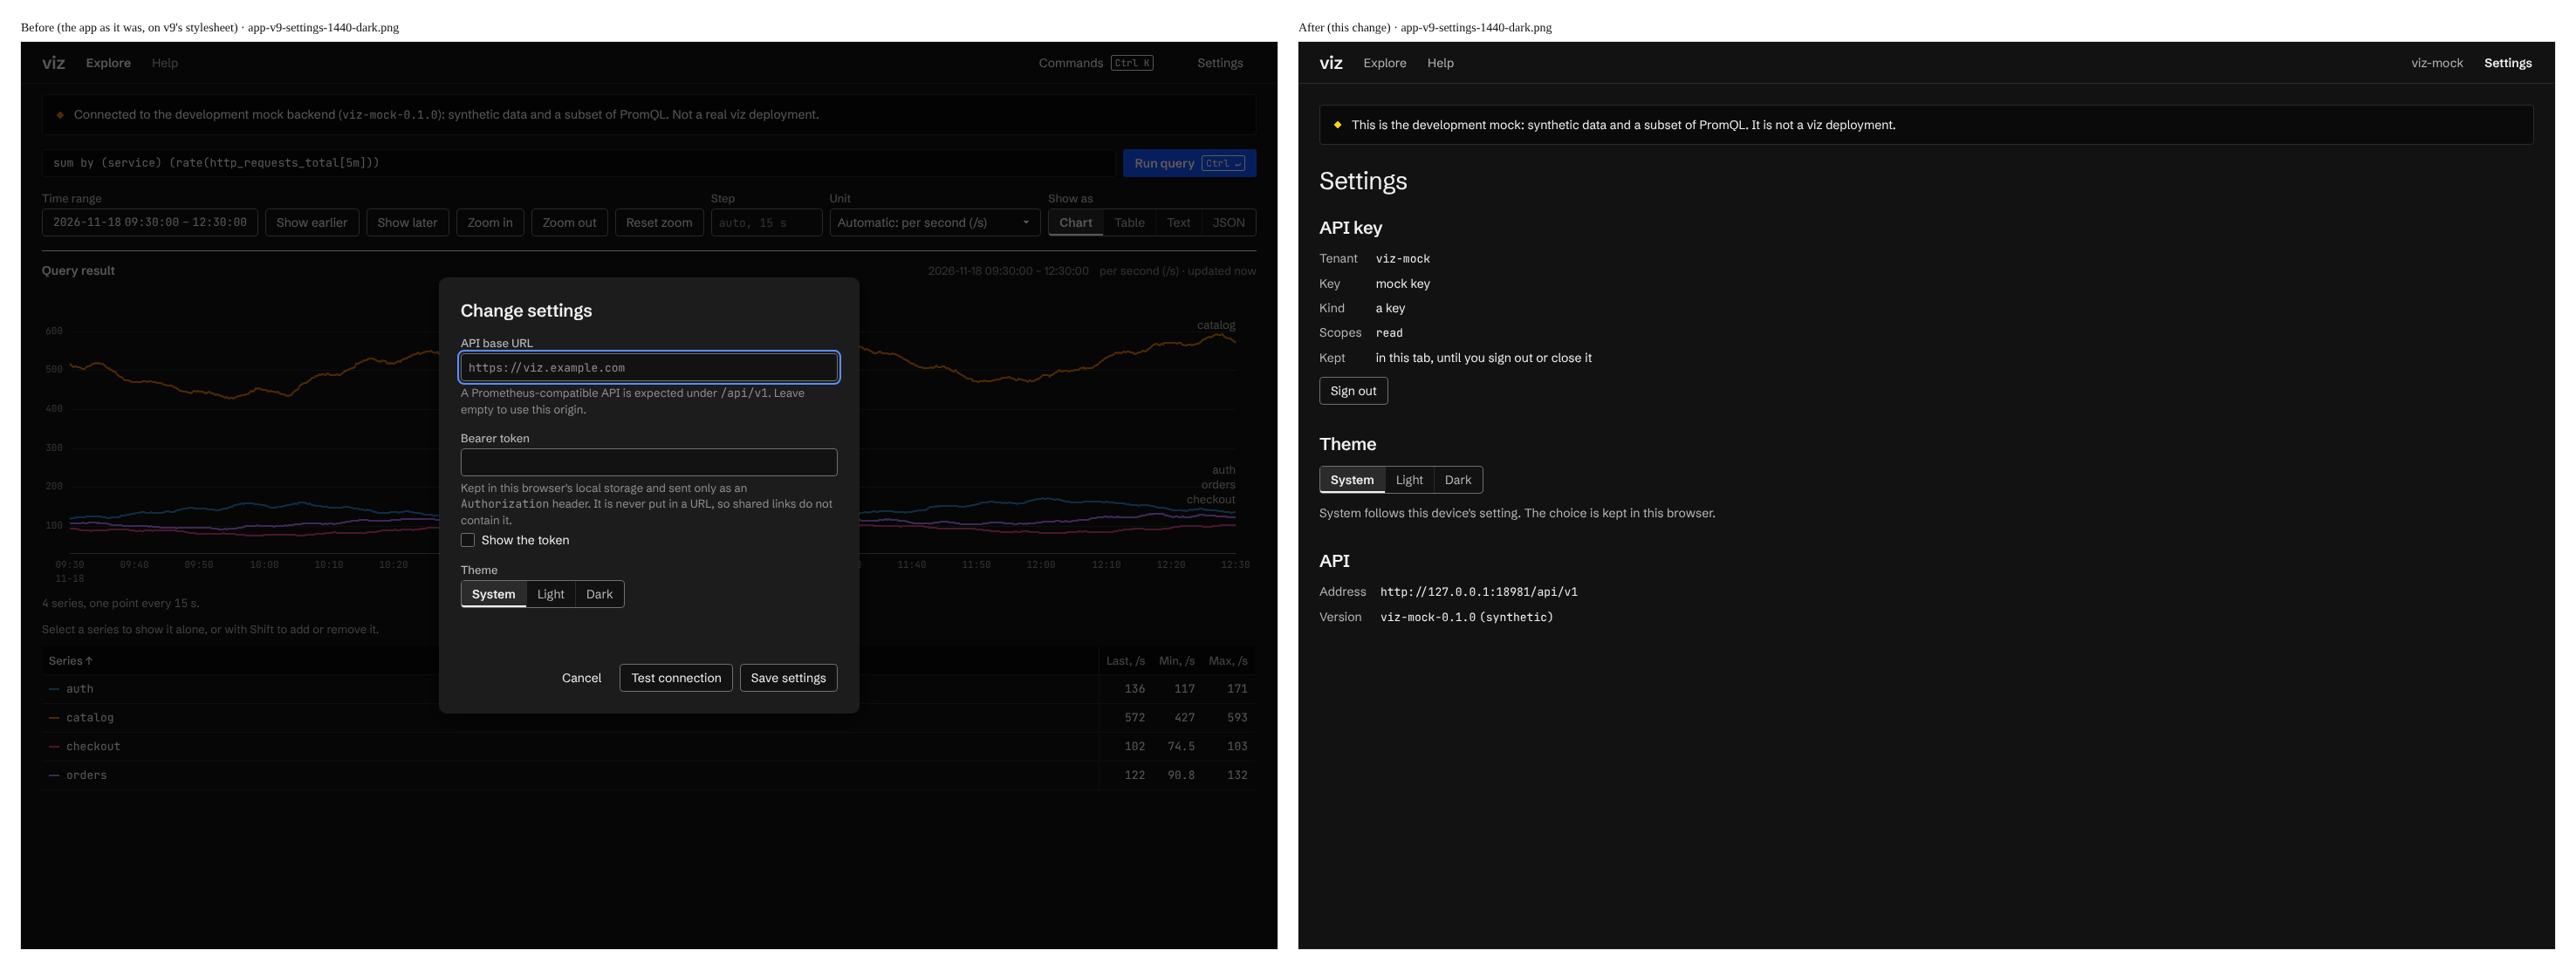 Before (the app as it was, on v9's stylesheet) · app-v9-settings-1440-dark.png
viz Explore Help Commands Ctrl K Settings
Connected to the development mock backend (viz-mock-0.1.0): synthetic data and a subset of PromQL. Not a real viz deployment.
sum by (service) (rate(http_requests_total[5m])) Run query Ctrl ↵
Time range Step Unit Show as
2026-11-18 09:30:00 – 12:30:00 Show earlier Show later Zoom in Zoom out Reset zoom auto, 15 s Automatic: per second (/s) Chart Table Text JSON
Query result 2026-11-18 09:30:00 – 12:30:00 per second (/s) · updated now
600
500
400
300
200
100
catalog
auth
orders
checkout
09:30 09:40 09:50 10:00 10:10 10:20 11:40 11:50 12:00 12:10 12:20 12:30
11-18
4 series, one point every 15 s.
Select a series to show it alone, or with Shift to add or remove it.
Series ↑ Last, /s Min, /s Max, /s
auth 136 117 171
catalog 572 427 593
checkout 102 74.5 103
orders 122 90.8 132
Change settings
API base URL
https://viz.example.com
A Prometheus-compatible API is expected under /api/v1. Leave
empty to use this origin.
Bearer token
Kept in this browser's local storage and sent only as an
Authorization header. It is never put in a URL, so shared links do not
contain it.
Show the token
Theme
System Light Dark
Cancel Test connection Save settings
After (this change) · app-v9-settings-1440-dark.png
viz Explore Help viz-mock Settings
This is the development mock: synthetic data and a subset of PromQL. It is not a viz deployment.
Settings
API key
Tenant viz-mock
Key mock key
Kind a key
Scopes read
Kept in this tab, until you sign out or close it
Sign out
Theme
System Light Dark
System follows this device's setting. The choice is kept in this browser.
API
Address http://127.0.0.1:18981/api/v1
Version viz-mock-0.1.0 (synthetic)